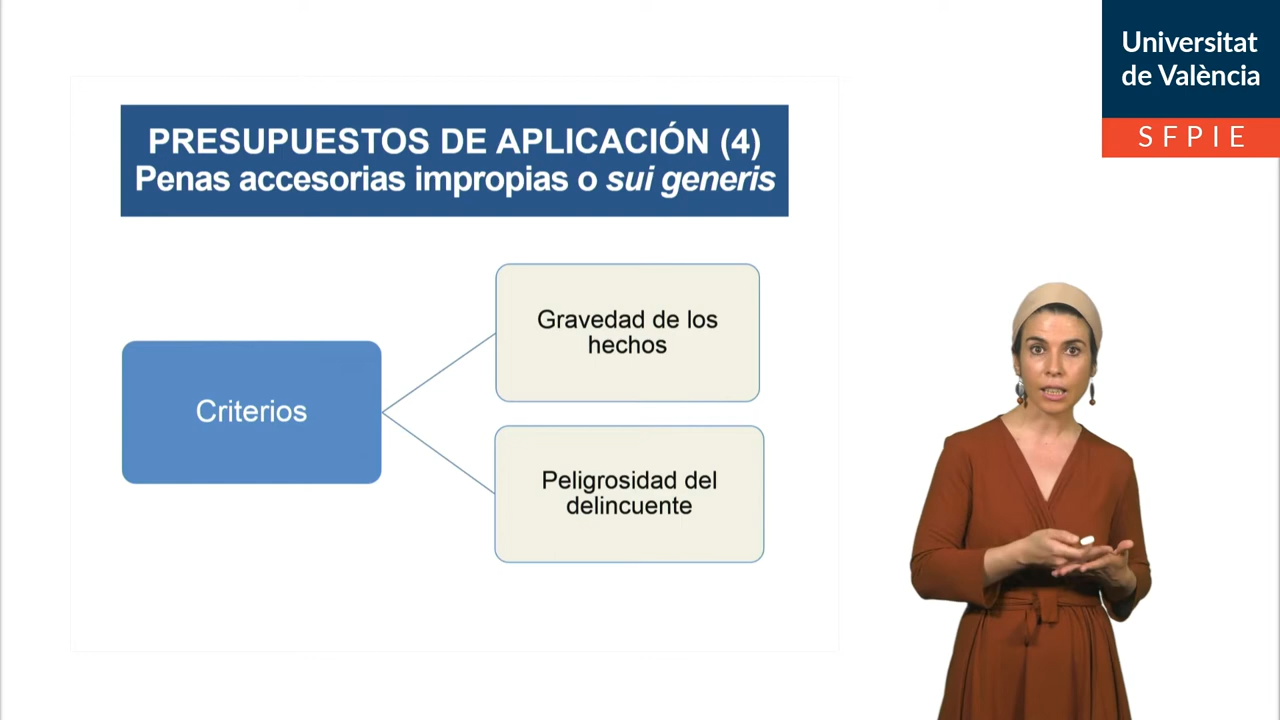 Universitat
de València
SFPIE
PRESUPUESTOS DE APLICACIÓN (4)
Penas accesorias impropias o sui generis
Criterios
Gravedad de los
hechos
Peligrosidad del
delincuente